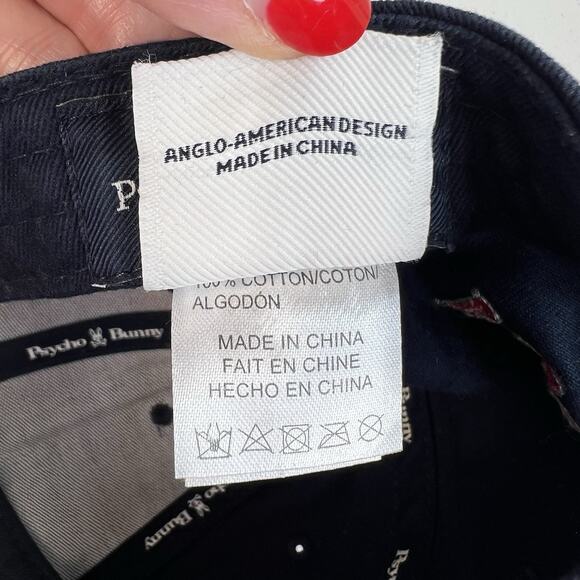 ANGLO-AMERICAN DESIGN
MADE IN CHINA
P
100% COTTON/COTON/
ALGODÓN
MADE IN CHINA
FAIT EN CHINE
HECHO EN CHINA
Psycho Bunny
Bunny
Psycho Bunny
Psycho